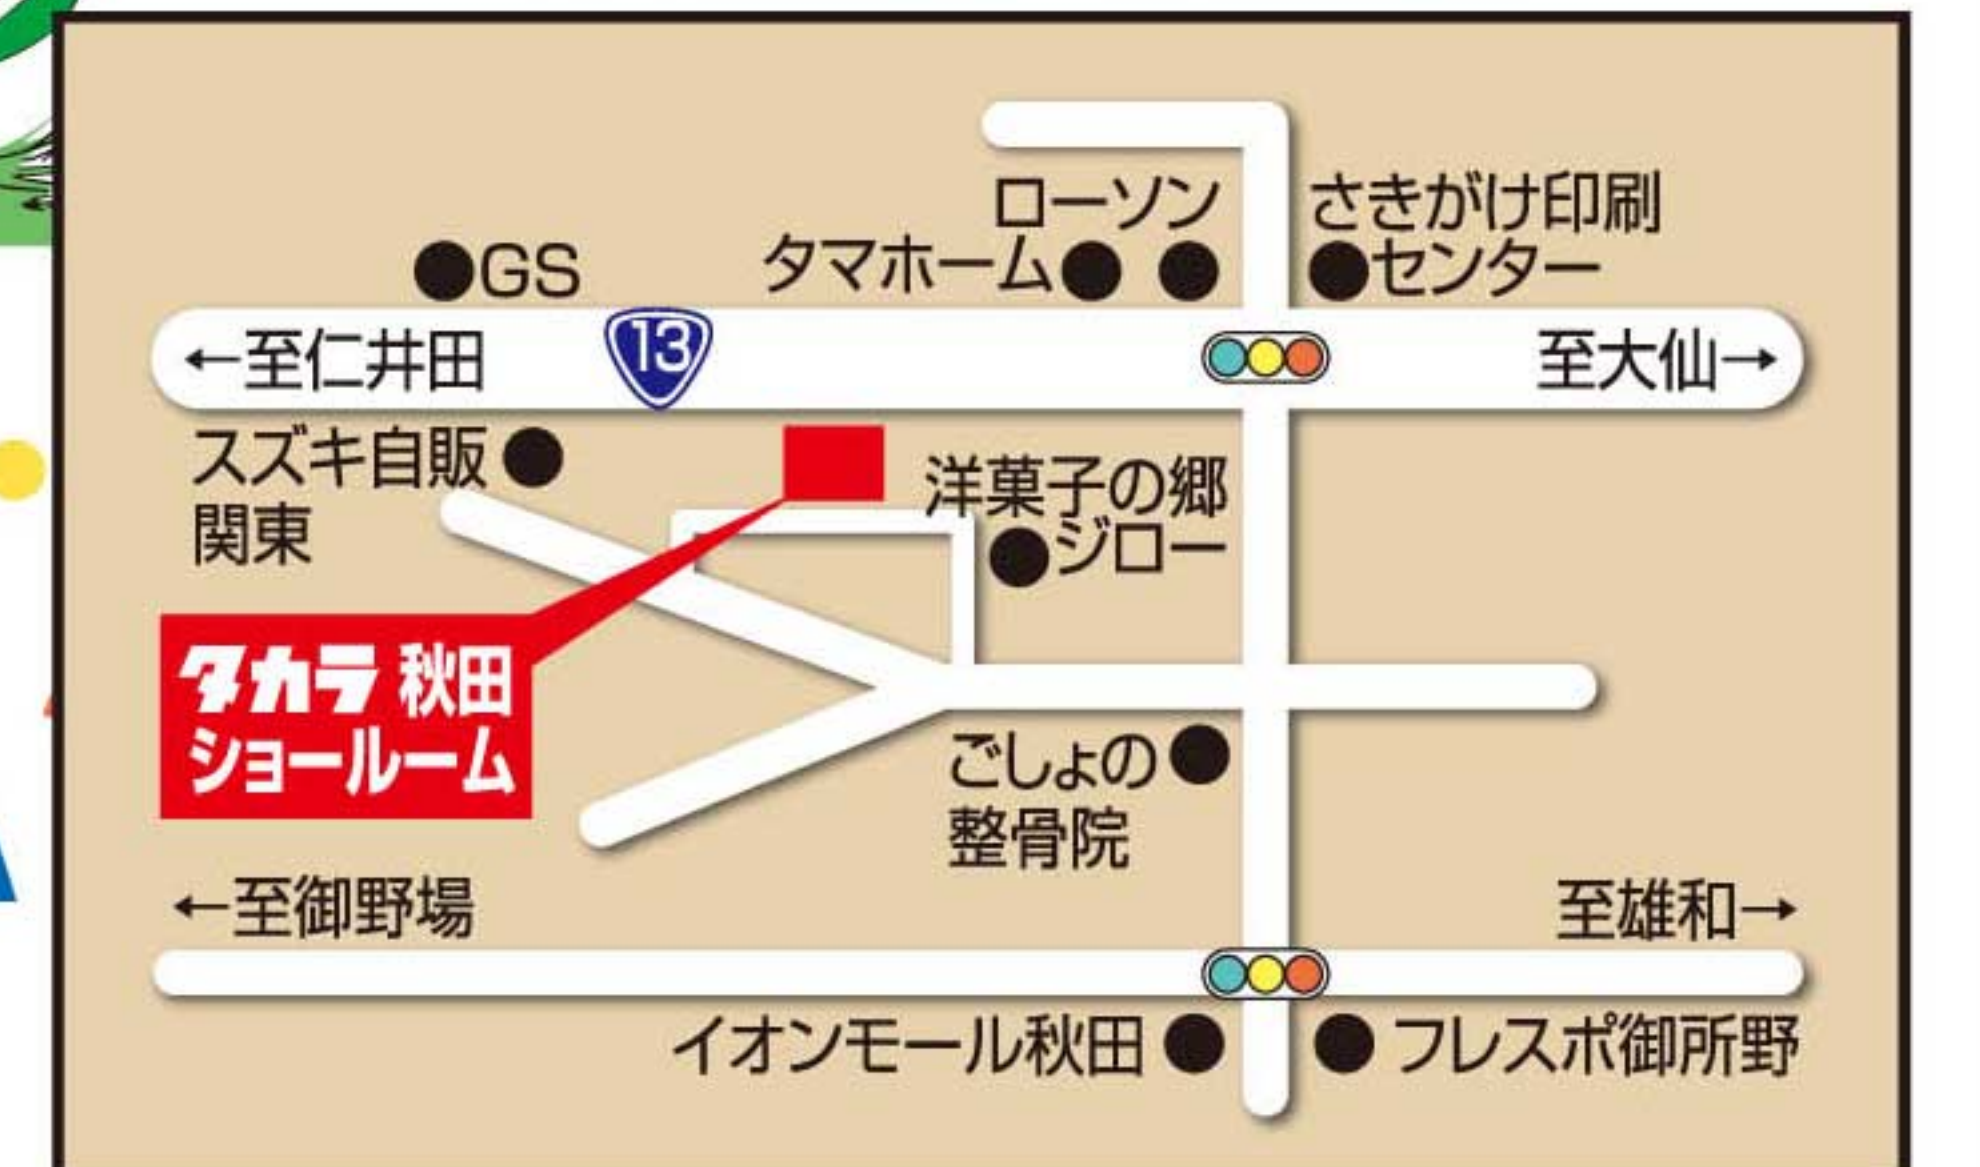 ローソン
さきがけ印刷
GS
タマホーム
センター
←至仁井田
13
至大仙→
スズキ自販
関東
洋菓子の郷
ジロー
タカラ 秋田
ショールーム
ごしょの
整骨院
←至御野場
至雄和→
イオンモール秋田
フレスポ御所野